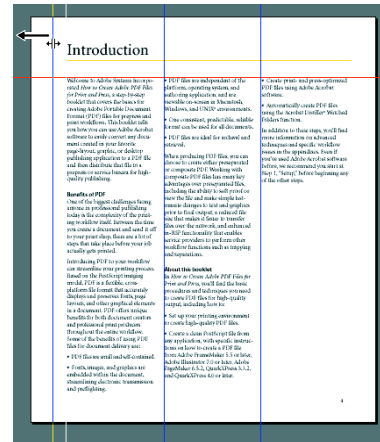 Introduction
Welcome to Adobe Systems Incorpo-
rated How to Create Adobe PDF Files
for Print and Press, a step-by-step
booklet that covers the basics for
creating Adobe Portable Document
Format (PDF) files for prepress and
print workflows. This booklet tells
you how you can use Adobe Acrobat
software to easily convert any docu-
ment created in your favorite
page-layout, graphic, or desktop
publishing application to a PDF file
and then distribute that file to a
prepress or service bureau for high-
quality publishing.
Benefits of PDF
One of the biggest challenges facing
anyone in professional publishing
today is the complexity of the print-
ing workflow itself. Between the time
you create a document and send it off
to your print shop, there are a lot of
steps that take place before your job
actually gets printed.
Introducing PDF to your workflow
can streamline your printing process.
Based on the PostScript imaging
model, PDF is a flexible, cross-
platform file format that accurately
displays and preserves fonts, page
layouts, and other graphical elements
in a document. PDF offers unique
benefits for both document creators
and professional print producers
throughout the entire workflow.
Some of the benefits of using PDF
files for document delivery are:
• PDF files are small and self-contained.
• Fonts, images, and graphics are
embedded within the document,
streamlining electronic transmission
and preflighting.
• PDF files are independent of the
platform, operating system, and
authoring application, and are
viewable on-screen in Macintosh,
Windows, and UNIX environments.
• One consistent, predictable, reliable
format can be used for all documents.
• PDF files are ideal for archival and
retrieval.
When producing PDF files, you can
choose to create either preseparated
or composite PDF. Working with
composite PDF files has many key
advantages over preseparated files,
including the ability to soft proof or
view the file and make simple last-
minute changes to text and graphics
prior to final output, a reduced file
size that makes it faster to transfer
files over the network, and enhanced
in-RIP functionality that enables
service providers to perform other
workflow functions such as trapping
and separations.
About this booklet
In How to Create Adobe PDF Files for
Print and Press, you'll find the basic
procedures and techniques you need
to create PDF files for high-quality
output, including how to:
• Set up your printing environment
to create high-quality PDF files.
• Create a clean PostScript file from
any application, with specific instruc-
tions on how to create a PDF file
from Adobe FrameMaker 5.5 or later,
Adobe Illustrator 7.0 or later, Adobe
PageMaker 6.5.2, QuarkXPress 3.3.2,
and QuarkXPress 4.0 or later.
• Create print- and press-optimized
PDF files using Adobe Acrobat
software.
• Automatically create PDF files
using the Acrobat Distiller Watched
Folders function.
In addition to these steps, you'll find
more information on advanced
techniques and specific workflow
issues in the appendixes. Even if
you've used Adobe Acrobat software
before, we recommend you start at
Step 1, "Setup," before beginning any
of the other steps.